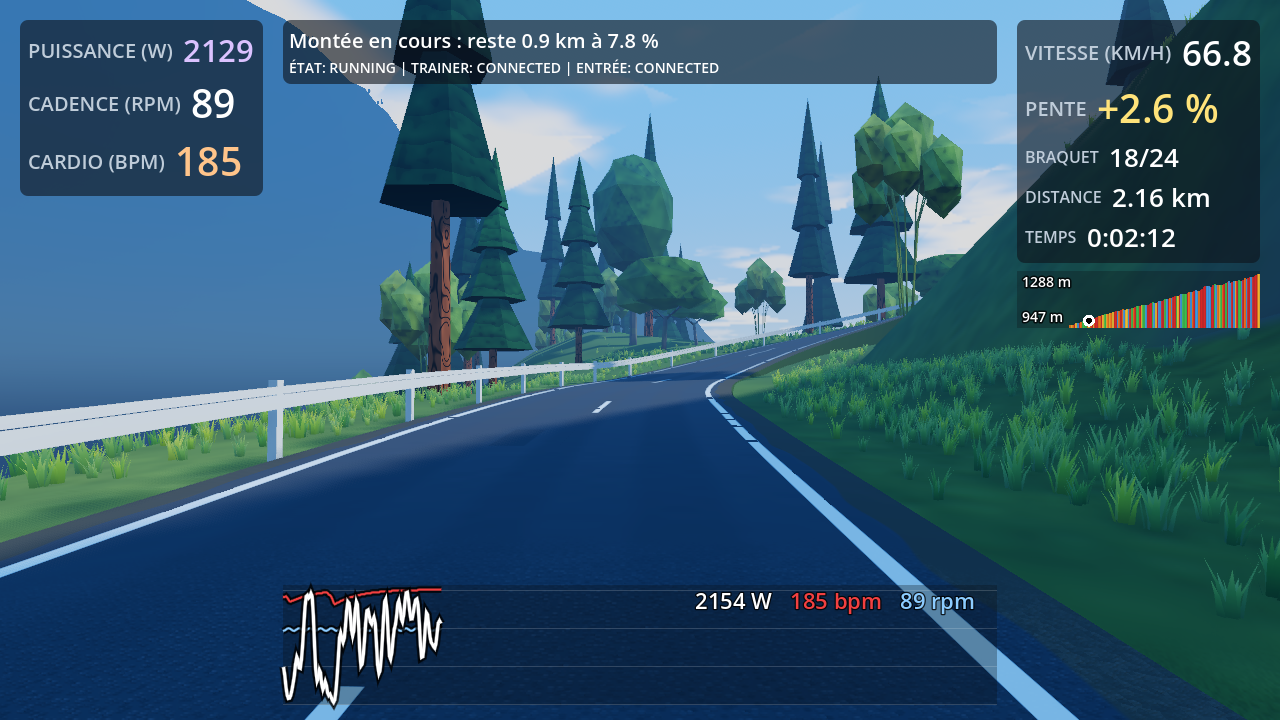 PUISSANCE (W) 2129
CADENCE (RPM) 89
CARDIO (BPM) 185
Montée en cours : reste 0.9 km à 7.8 %
ÉTAT: RUNNING | TRAINER: CONNECTED | ENTRÉE: CONNECTED
VITESSE (KM/H) 66.8
PENTE +2.6 %
BRAQUET 18/24
DISTANCE 2.16 km
TEMPS 0:02:12
1288 m
947 m
2154 W 185 bpm 89 rpm